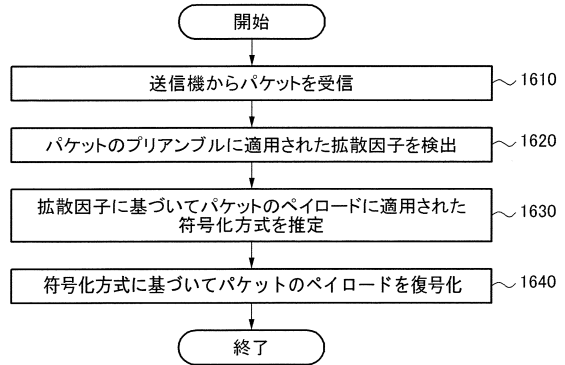 開始
送信機からパケットを受信
1610
パケットのプリアンブルに適用された拡散因子を検出
1620
拡散因子に基づいてパケットのペイロードに適用された
符号化方式を推定
1630
符号化方式に基づいてパケットのペイロードを復号化
1640
終了